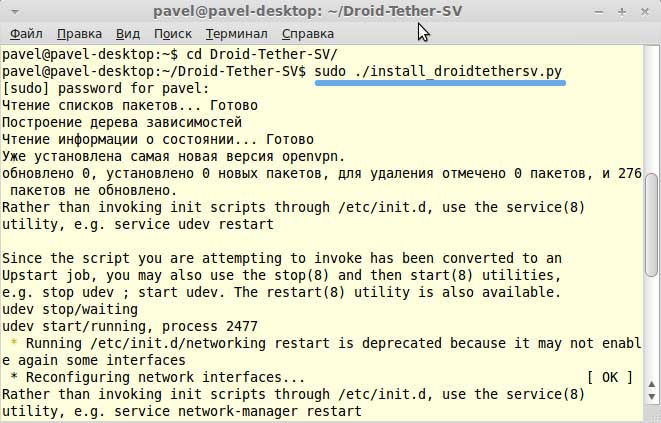 pavel@pavel-desktop: ~/Droid-Tether-SV
Файл Правка Вид Поиск Терминал Справка
pavel@pavel-desktop:~$ cd Droid-Tether-SV/
pavel@pavel-desktop:~/Droid-Tether-SV$ sudo ./install_droidtethersv.py
[sudo] password for pavel:
Чтение списков пакетов... Готово
Построение дерева зависимостей
Чтение информации о состоянии... Готово
Уже установлена самая новая версия openvpn.
обновлено 0, установлено 0 новых пакетов, для удаления отмечено 0 пакетов, и 276
пакетов не обновлено.
Rather than invoking init scripts through /etc/init.d, use the service(8)
utility, e.g. service udev restart
Since the script you are attempting to invoke has been converted to an
Upstart job, you may also use the stop(8) and then start(8) utilities,
e.g. stop udev ; start udev. The restart(8) utility is also available.
udev stop/waiting
udev start/running, process 2477
* Running /etc/init.d/networking restart is deprecated because it may not enabl
e again some interfaces
* Reconfiguring network interfaces... [ OK ]
Rather than invoking init scripts through /etc/init.d, use the service(8)
utility, e.g. service network-manager restart